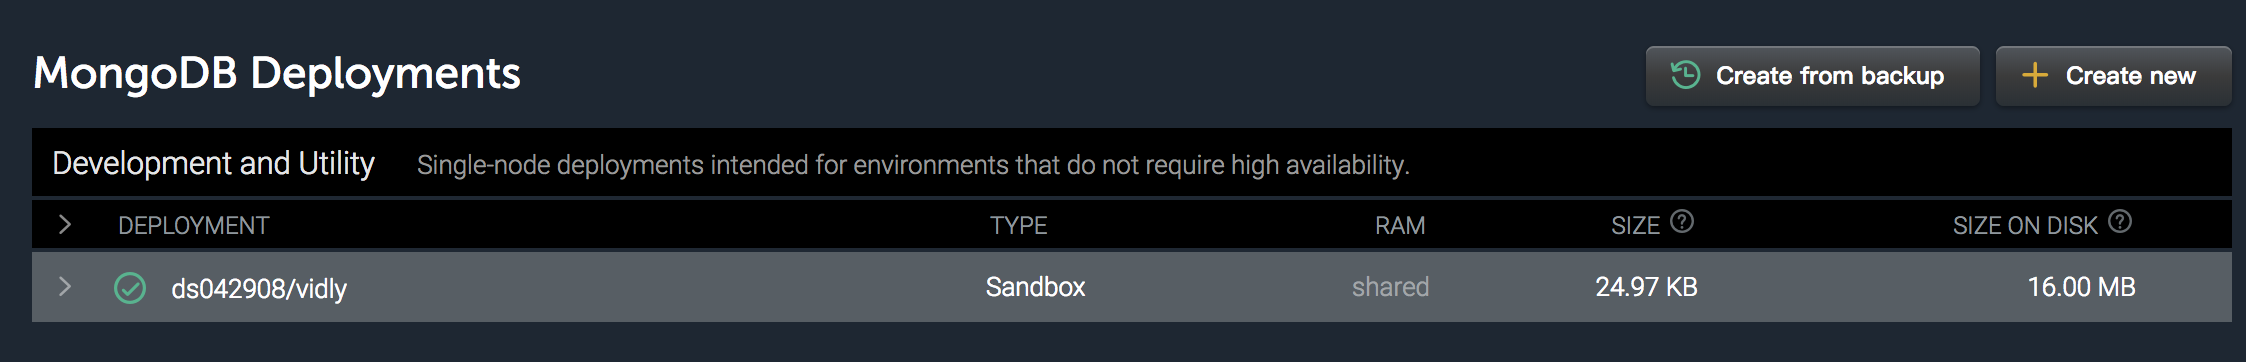 MongoDB Deployments
Create from backup
Create new
Development and Utility Single-node deployments intended for environments that do not require high availability.
DEPLOYMENT TYPE RAM SIZE SIZE ON DISK
ds042908/vidly Sandbox shared 24.97 KB 16.00 MB